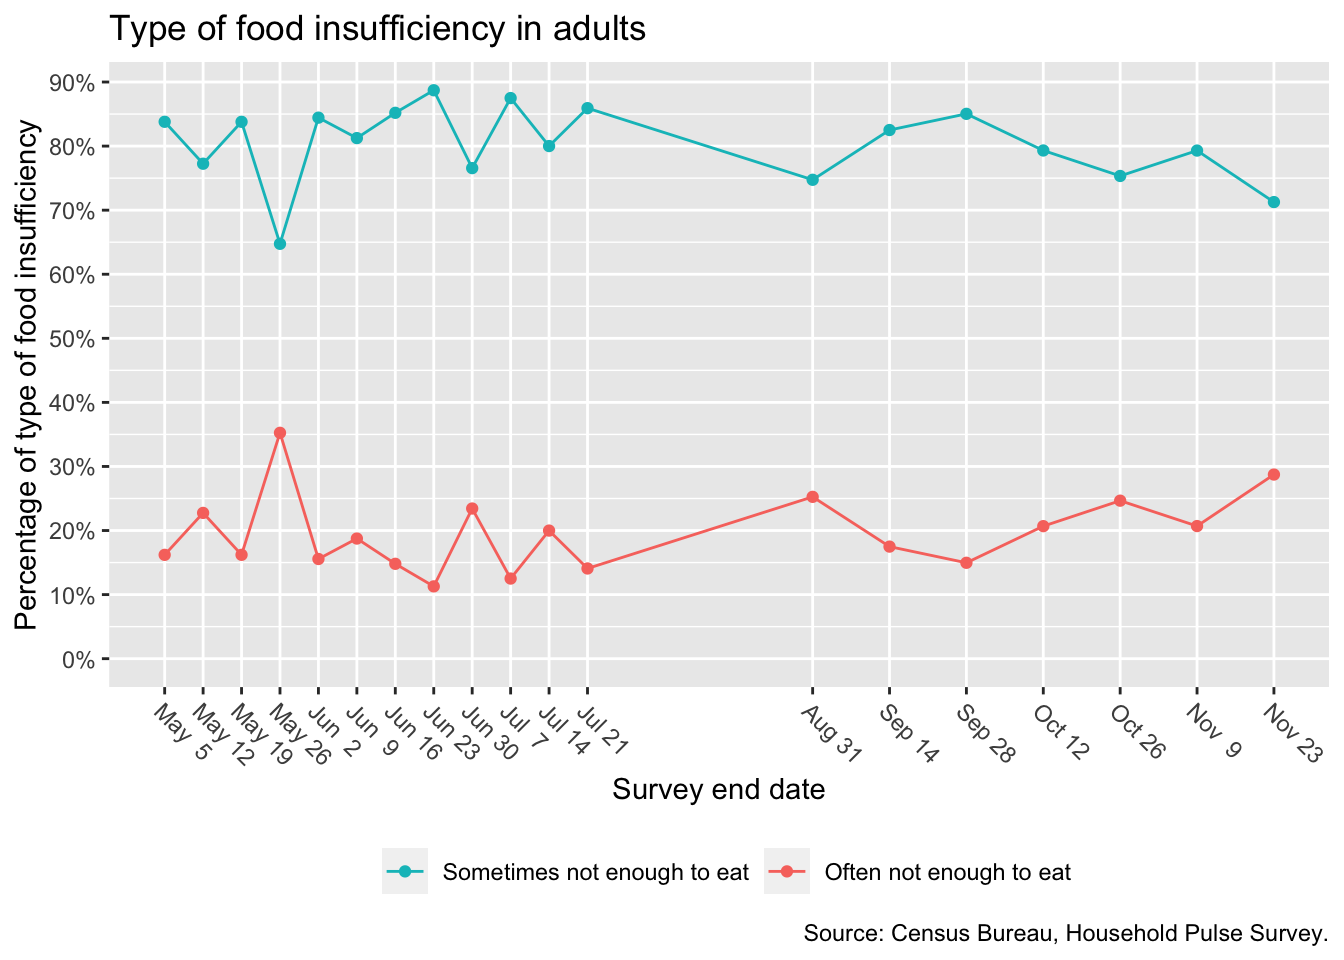 Type of food insufficiency in adults
Percentage of type of food insufficiency
90%
80%
70%
60%
50%
40%
30%
20%
10%
0%
May 5
May 12
May 19
May 26
Jun 2
Jun 9
Jun 16
Jun 23
Jun 30
Jul 7
Jul 14
Jul 21
Aug 31
Sep 14
Sep 28
Oct 12
Oct 26
Nov 9
Nov 23
Survey end date
Sometimes not enough to eat
Often not enough to eat
Source: Census Bureau, Household Pulse Survey.